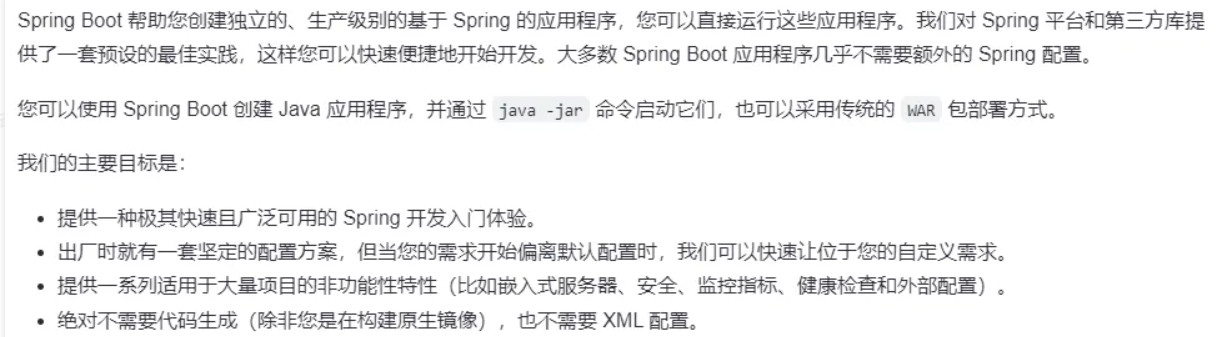 Spring Boot 帮助您创建独立的、生产级别的基于 Spring 的应用程序，您可以直接运行这些应用程序。我们对 Spring 平台和第三方库提
供了一套预设的最佳实践，这样您可以快速便捷地开始开发。大多数 Spring Boot 应用程序几乎不需要额外的 Spring 配置。
您可以使用 Spring Boot 创建 Java 应用程序，并通过 java -jar 命令启动它们，也可以采用传统的 WAR 包部署方式。
我们的主要目标是：
• 提供一种极其快速且广泛可用的 Spring 开发入门体验。
• 出厂时就有一套坚定的配置方案，但当您的需求开始偏离默认配置时，我们可以快速让位于您的自定义需求。
• 提供一系列适用于大量项目的非功能性特性（比如嵌入式服务器、安全、监控指标、健康检查和外部配置）。
• 绝对不需要代码生成（除非您是在构建原生镜像），也不需要 XML 配置。